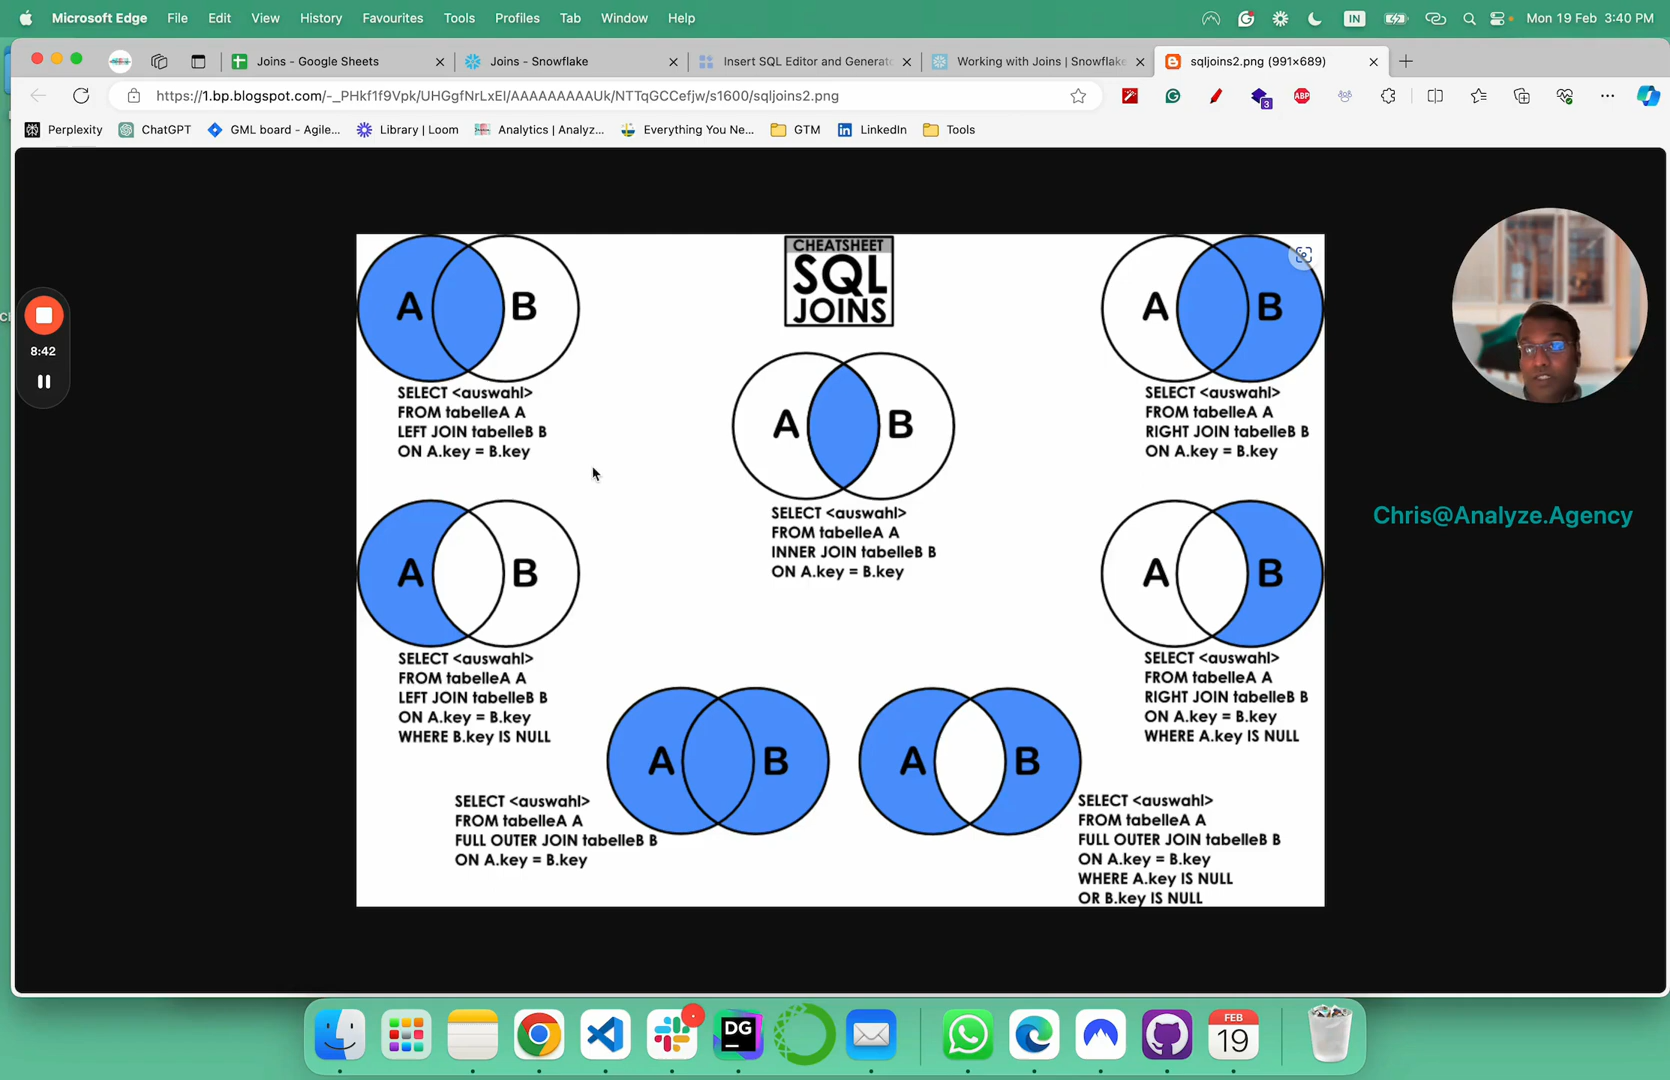 Microsoft Edge File Edit View History Favourites Tools Profiles Tab Window Help
IN
Mon 19 Feb 3:40 PM
Joins - Google Sheets
Joins - Snowflake
Insert SQL Editor and Generato
Working with Joins | Snowflake
sqljoins2.png (991×689)
https://1.bp.blogspot.com/-_PHkf1f9Vpk/UHGgfNrLxEI/AAAAAAAAAUk/NTTqGCCefjw/s1600/sqljoins2.png
3
ABP
Perplexity
ChatGPT
GML board - Agile...
Library | Loom
Analytics | Analyz...
Everything You Ne...
GTM
LinkedIn
Tools
8:42
CHEATSHEET
SQL
JOINS
A B
SELECT <auswahl>
FROM tabelleA A
LEFT JOIN tabelleB B
ON A.key = B.key
A B
SELECT <auswahl>
FROM tabelleA A
INNER JOIN tabelleB B
ON A.key = B.key
A B
SELECT <auswahl>
FROM tabelleA A
RIGHT JOIN tabelleB B
ON A.key = B.key
A B
SELECT <auswahl>
FROM tabelleA A
LEFT JOIN tabelleB B
ON A.key = B.key
WHERE B.key IS NULL
A B
SELECT <auswahl>
FROM tabelleA A
RIGHT JOIN tabelleB B
ON A.key = B.key
WHERE A.key IS NULL
A B
SELECT <auswahl>
FROM tabelleA A
FULL OUTER JOIN tabelleB B
ON A.key = B.key
A B
SELECT <auswahl>
FROM tabelleA A
FULL OUTER JOIN tabelleB B
ON A.key = B.key
WHERE A.key IS NULL
OR B.key IS NULL
Chris@Analyze.Agency
DG
FEB
19